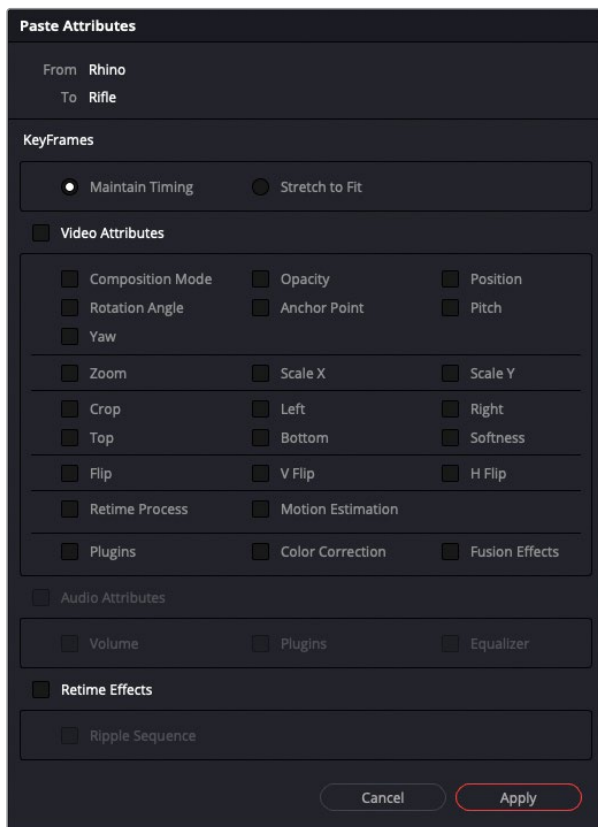 Paste Attributes
From Rhino
To Rifle
KeyFrames
Maintain Timing Stretch to Fit
Video Attributes
Composition Mode Opacity Position
Rotation Angle Anchor Point Pitch
Yaw
Zoom Scale X Scale Y
Crop Left Right
Top Bottom Softness
Flip V Flip H Flip
Retime Process Motion Estimation
Plugins Color Correction Fusion Effects
Audio Attributes
Volume Plugins Equalizer
Retime Effects
Ripple Sequence
Cancel Apply